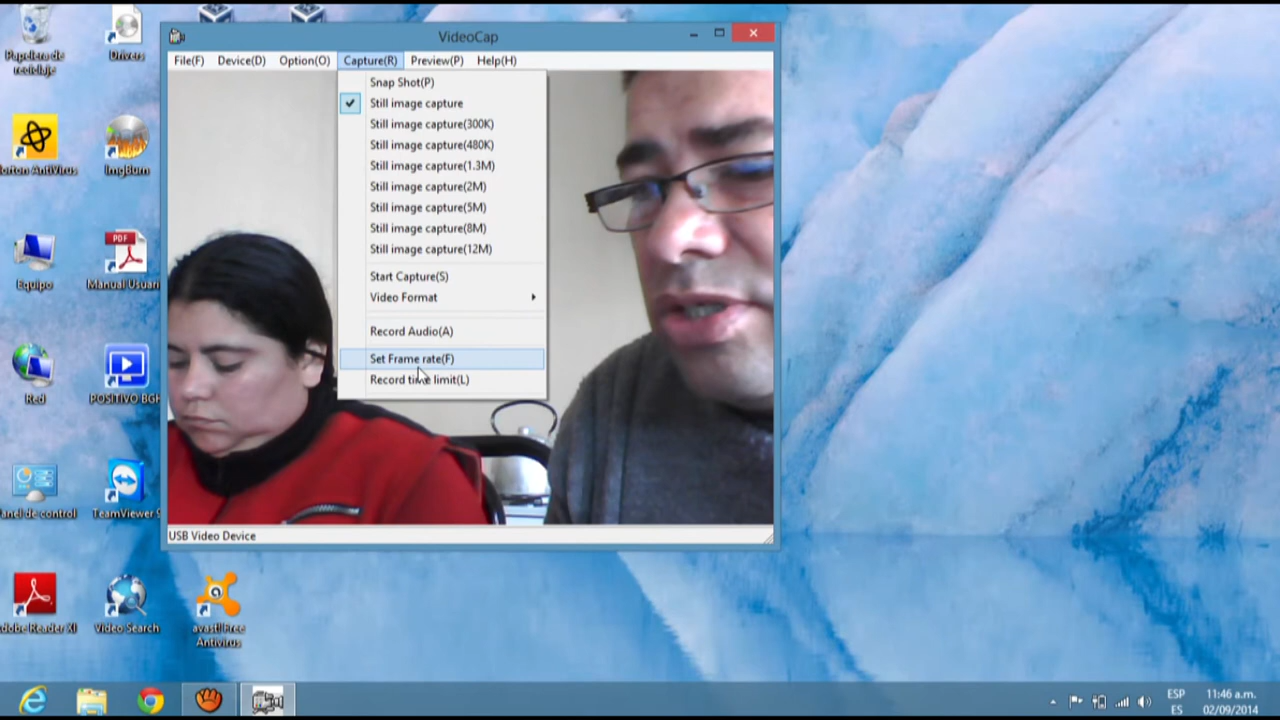 VideoCap
File(F) Device(D) Option(O) Capture(R) Preview(P) Help(H)
Snap Shot(P)
Still image capture
Still image capture(300K)
Still image capture(480K)
Still image capture(1.3M)
Still image capture(2M)
Still image capture(5M)
Still image capture(8M)
Still image capture(12M)
Start Capture(S)
Video Format
Record Audio(A)
Set Frame rate(F)
Record time limit(L)
USB Video Device
Papelera de
reciclaje
Drivers
orton AntiVirus
ImgBurn
Equipo
PDF
Manual Usuari
Red
POSITIVO BGH
anel de control
TeamViewer 9
dobe Reader XI
Video Search
avast! Free
Antivirus
ESP
ES
11:46 a.m.
02/09/2014